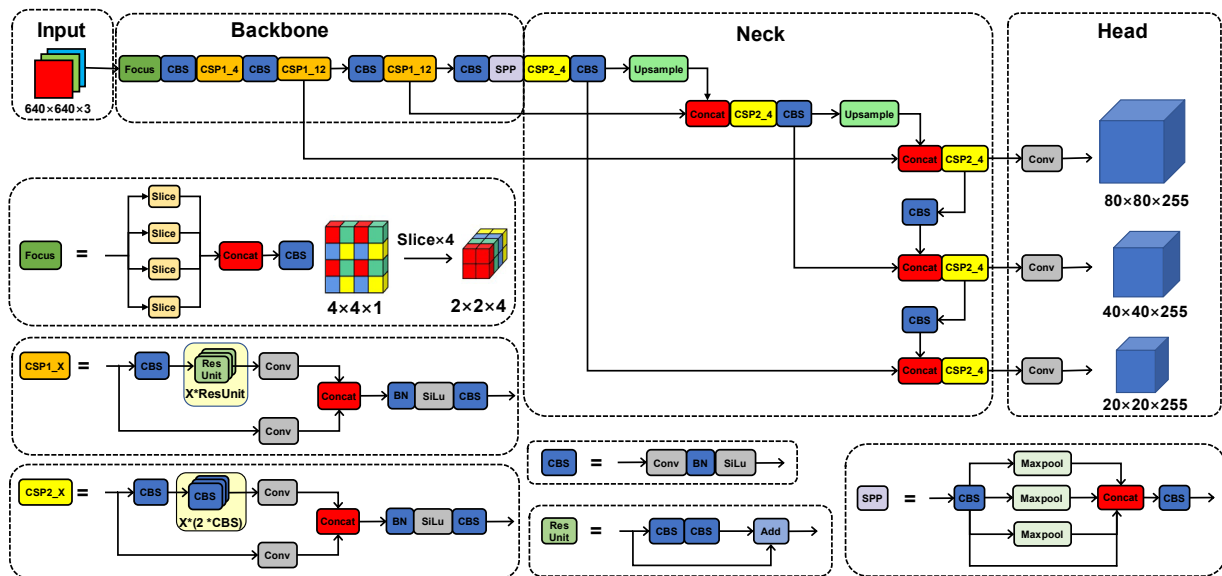 Input
Backbone
Neck
Head
640×640×3
Focus CBS CSP1_4 CBS CSP1_12 CBS CSP1_12 CBS SPP CSP2_4 CBS Upsample
Concat CSP2_4 CBS Upsample
Concat CSP2_4 Conv
80×80×255
CBS
Concat CSP2_4 Conv
40×40×255
CBS
Concat CSP2_4 Conv
20×20×255
Focus =
Slice
Slice
Slice
Slice
Concat CBS
4×4×1
Slice×4
2×2×4
CSP1_X = CBS
Res
Unit
X*ResUnit
Conv
Conv
Concat BN SiLu CBS
CSP2_X = CBS
CBS
X*(2 *CBS)
Conv
Conv
Concat BN SiLu CBS
CBS = Conv BN SiLu
Res
Unit
= CBS CBS Add
SPP = CBS
Maxpool
Maxpool
Maxpool
Concat CBS